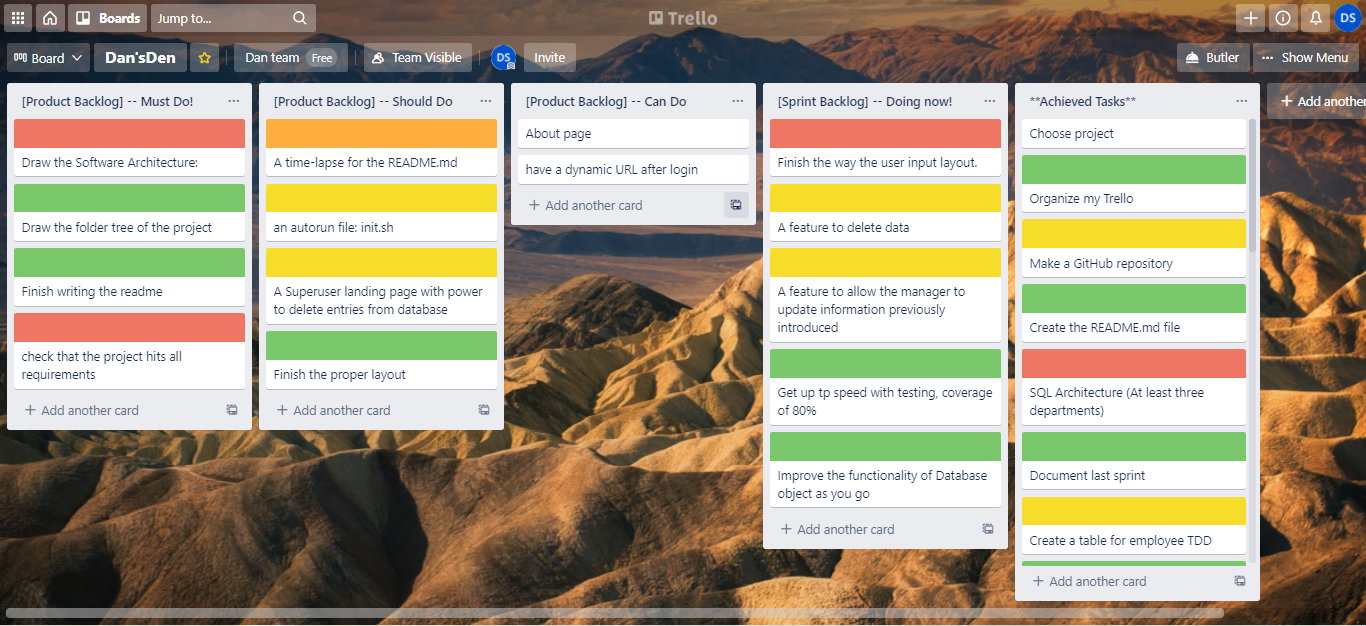 Boards
Jump to...
Trello
DS
Board
Dan'sDen
Dan team Free
Team Visible
DS
Invite
Butler
··· Show Menu
[Product Backlog] -- Must Do!
Draw the Software Architecture:
Draw the folder tree of the project
Finish writing the readme
check that the project hits all
requirements
+ Add another card
[Product Backlog] -- Should Do
A time-lapse for the README.md
an autorun file: init.sh
A Superuser landing page with power
to delete entries from database
Finish the proper layout
+ Add another card
[Product Backlog] -- Can Do
About page
have a dynamic URL after login
+ Add another card
[Sprint Backlog] -- Doing now!
Finish the way the user input layout.
A feature to delete data
A feature to allow the manager to
update information previously
introduced
Get up tp speed with testing, coverage
of 80%
Improve the functionality of Database
object as you go
+ Add another card
**Achieved Tasks**
Choose project
Organize my Trello
Make a GitHub repository
Create the README.md file
SQL Architecture (At least three
departments)
Document last sprint
Create a table for employee TDD
+ Add another card
+ Add another